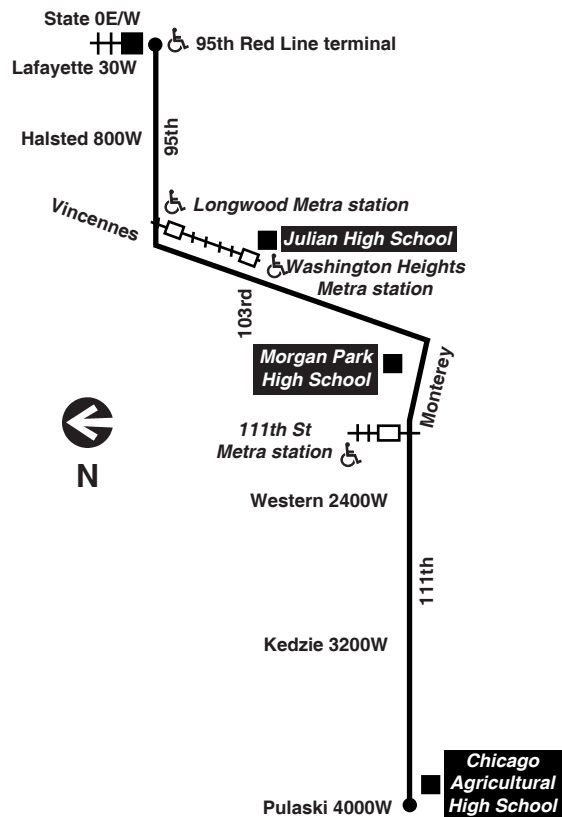 State 0E/W
95th Red Line terminal
Lafayette 30W
Halsted 800W
95th
Longwood Metra station
Vincennes
Julian High School
Washington Heights
Metra station
103rd
Morgan Park
High School
Monterey
111th St
Metra station
N
Western 2400W
111th
Kedzie 3200W
Chicago
Agricultural
High School
Pulaski 4000W